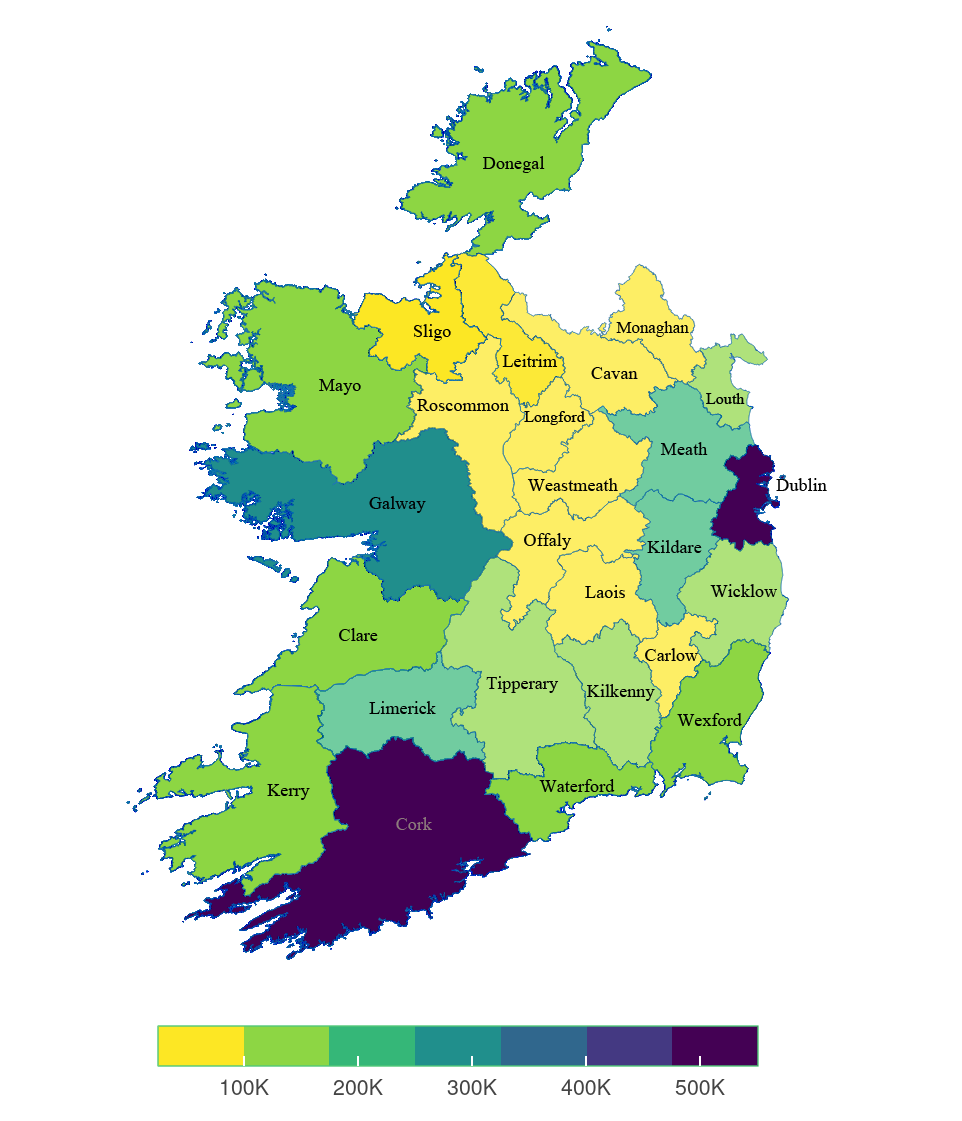 Donegal
Monaghan
Sligo
Leitrim
Cavan
Mayo
Louth
Roscommon
Longford
Meath
Weastmeath
Dublin
Galway
Offaly
Kildare
Laois
Wicklow
Clare
Carlow
Tipperary
Kilkenny
Limerick
Wexford
Waterford
Kerry
Cork
100K 200K 300K 400K 500K